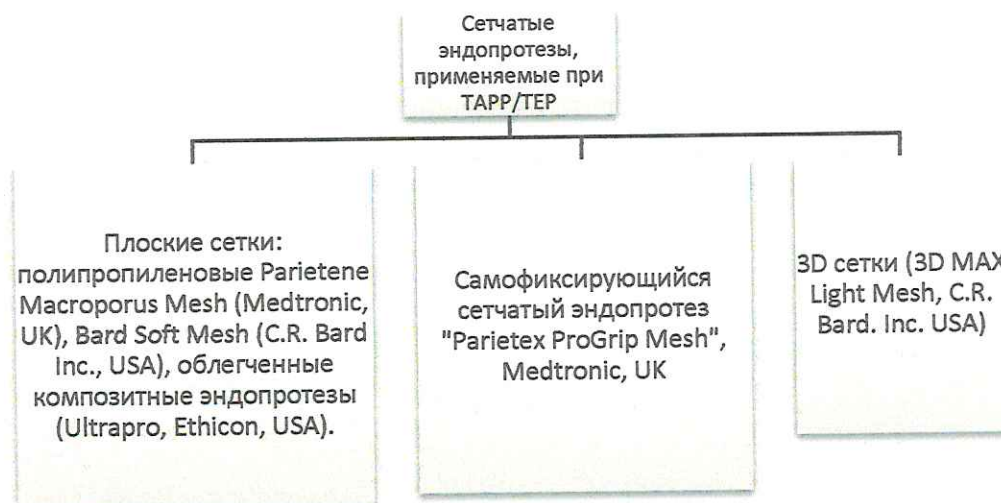 Сетчатые
эндопротезы,
применяемые при
TAPP/TEP
Плоские сетки:
полипропиленовые Parietene
Macroporus Mesh (Medtronic,
UK), Bard Soft Mesh (C.R. Bard
Inc., USA), облегченные
композитные эндопротезы
(Ultrapro, Ethicon, USA).
Самофиксирующийся
сетчатый эндопротез
"Parietex ProGrip Mesh",
Medtronic, UK
3D сетки (3D MAX
Light Mesh, C.R.
Bard. Inc. USA)